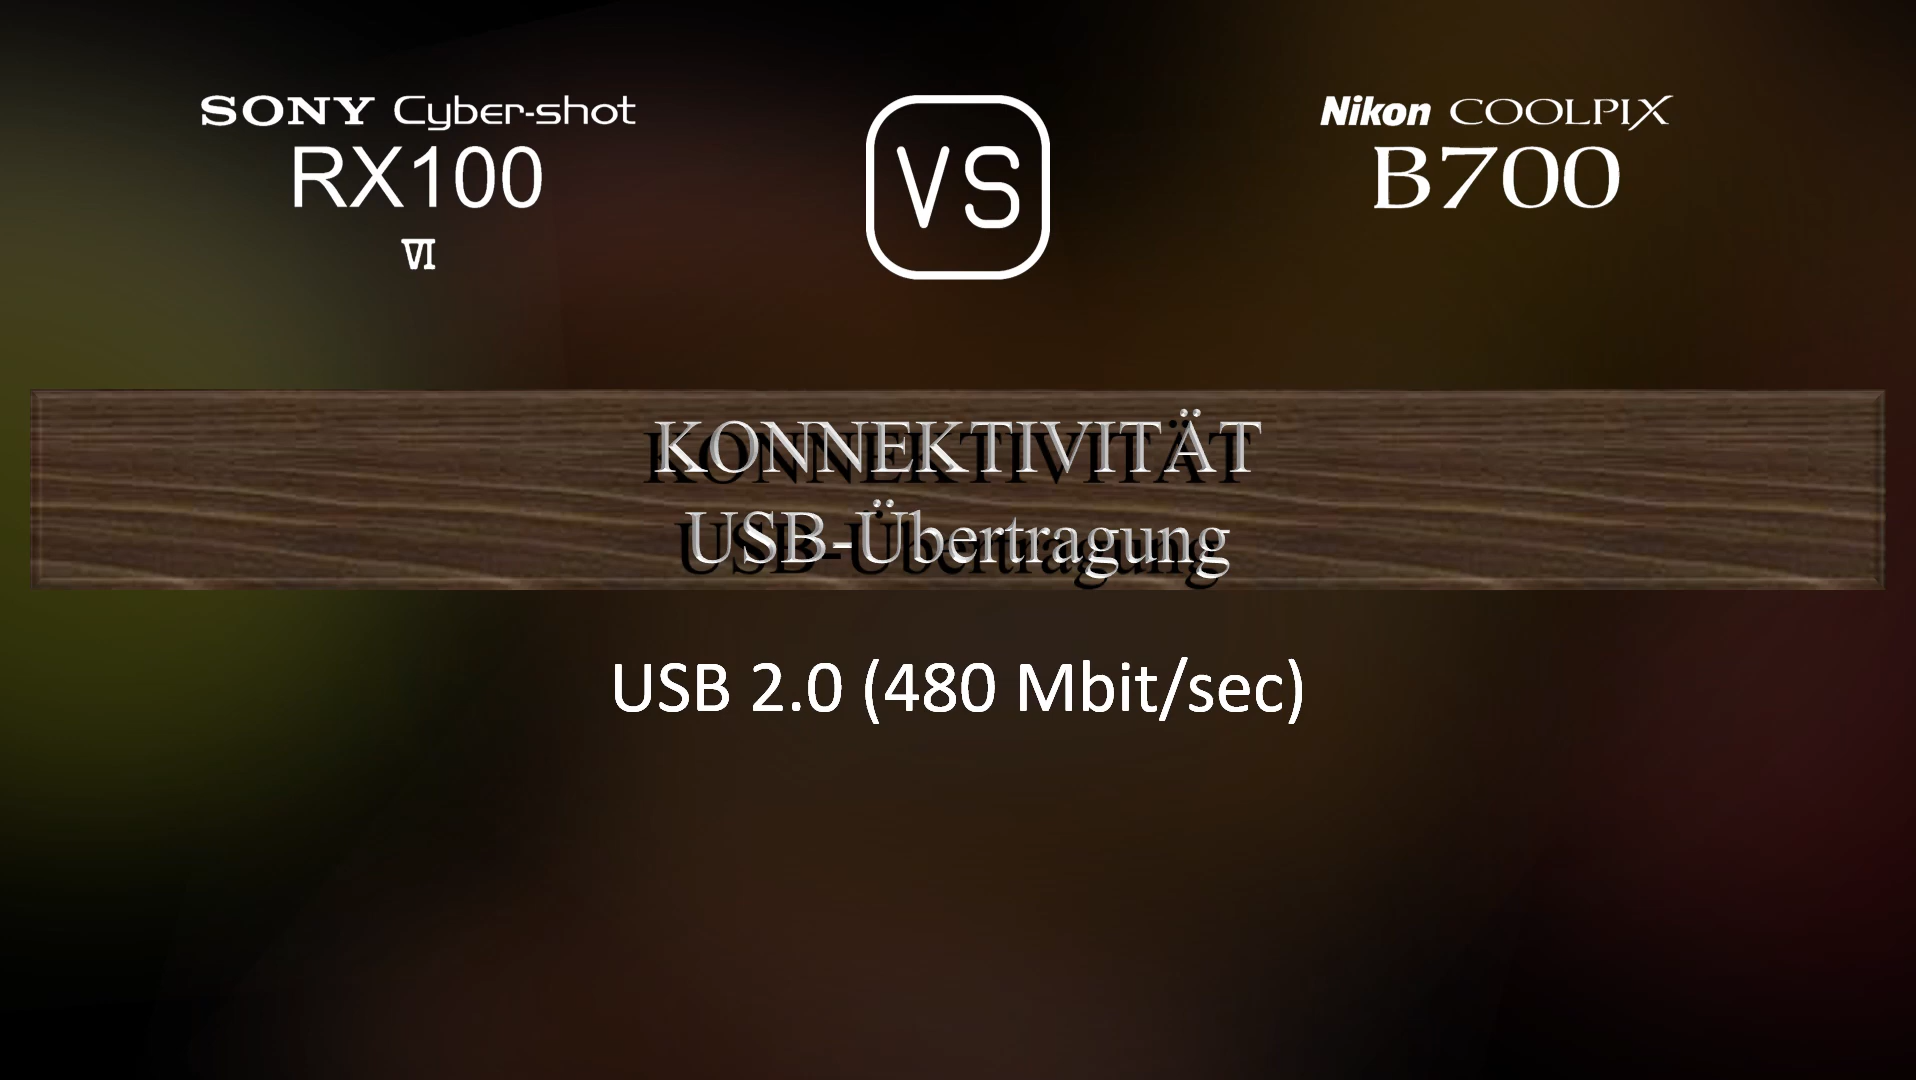 SONY Cyber-shot
RX100
VI
VS
Nikon COOLPIX
B700
KONNEKTIVITÄT
USB-Übertragung
USB 2.0 (480 Mbit/sec)